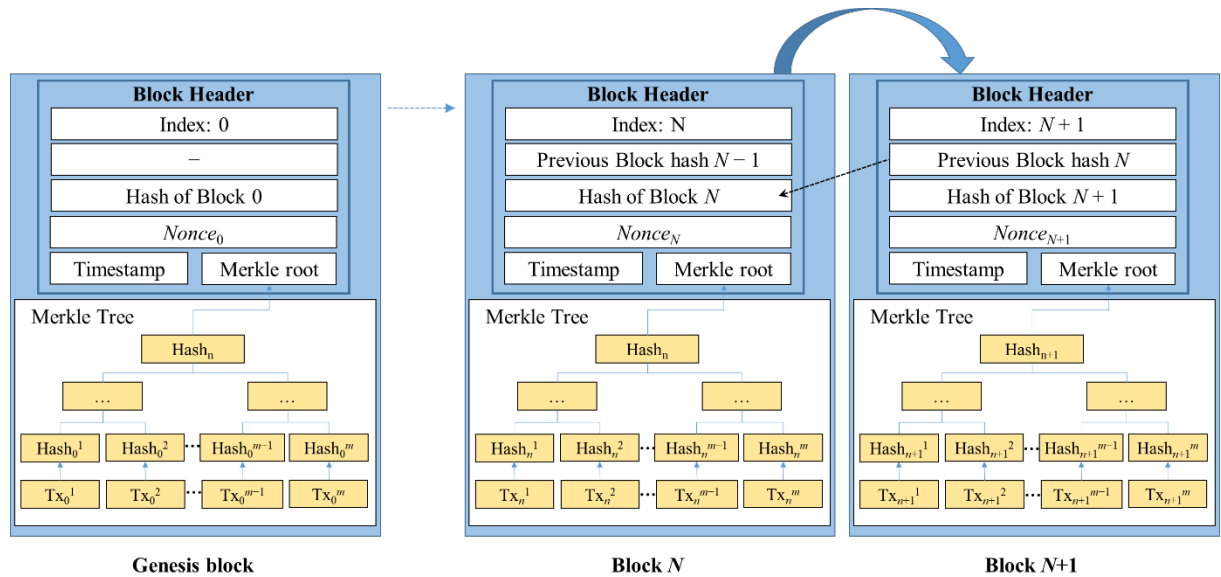 Block Header
Index: 0
–
Hash of Block 0
Nonce₀
Timestamp
Merkle root
Merkle Tree
Hashₙ
…
…
Hash₀¹
Hash₀²
…
Hash₀ᵐ⁻¹
Hash₀ᵐ
Tx₀¹
Tx₀²
…
Tx₀ᵐ⁻¹
Tx₀ᵐ
Genesis block
Block Header
Index: N
Previous Block hash N – 1
Hash of Block N
Nonce_N
Timestamp
Merkle root
Merkle Tree
Hashₙ
…
…
Hashₙ¹
Hashₙ²
…
Hashₙᵐ⁻¹
Hashₙᵐ
Txₙ¹
Txₙ²
…
Txₙᵐ⁻¹
Txₙᵐ
Block N
Block Header
Index: N + 1
Previous Block hash N
Hash of Block N + 1
Nonce_N+1
Timestamp
Merkle root
Merkle Tree
Hashₙ₊₁
…
…
Hashₙ₊₁¹
Hashₙ₊₁²
…
Hashₙ₊₁ᵐ⁻¹
Hashₙ₊₁ᵐ
Txₙ₊₁¹
Txₙ₊₁²
…
Txₙ₊₁ᵐ⁻¹
Txₙ₊₁ᵐ
Block N+1